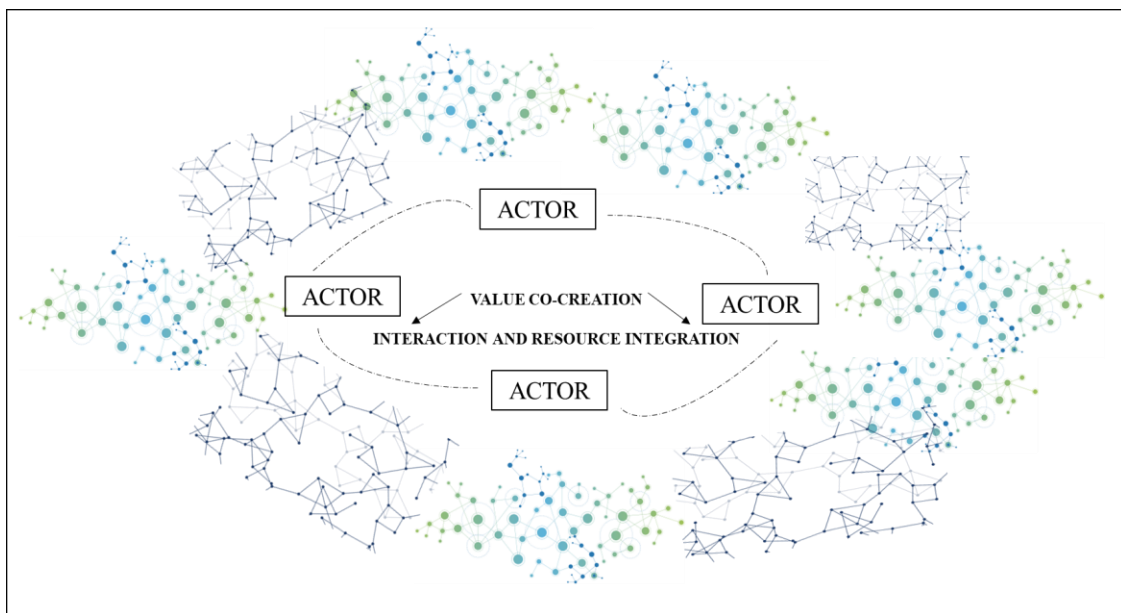 ACTOR
ACTOR
ACTOR
VALUE CO-CREATION
INTERACTION AND RESOURCE INTEGRATION
ACTOR